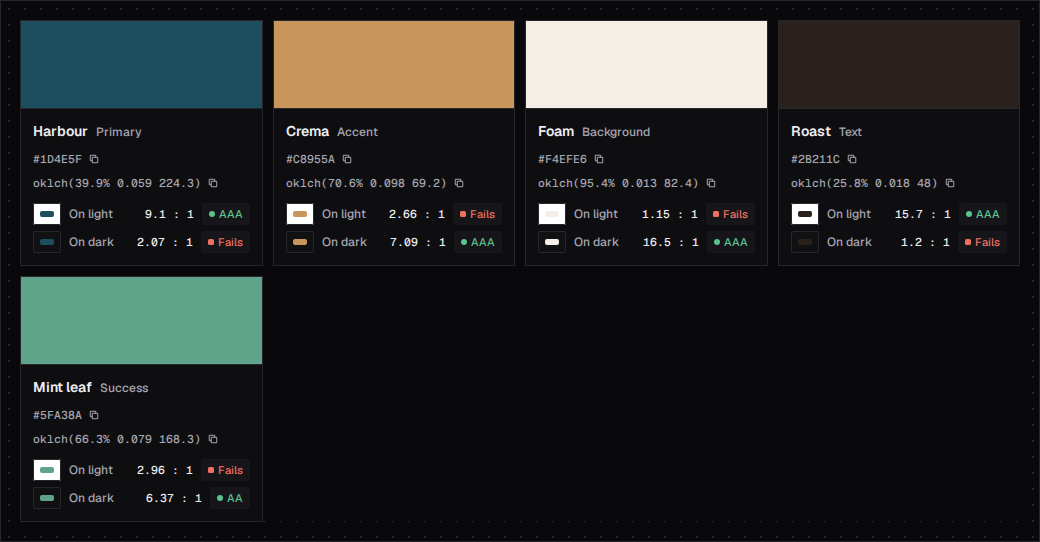 Harbour Primary
#1D4E5F
oklch(39.9% 0.059 224.3)
On light 9.1 : 1 AAA
On dark 2.07 : 1 Fails
Crema Accent
#C8955A
oklch(70.6% 0.098 69.2)
On light 2.66 : 1 Fails
On dark 7.09 : 1 AAA
Foam Background
#F4EFE6
oklch(95.4% 0.013 82.4)
On light 1.15 : 1 Fails
On dark 16.5 : 1 AAA
Roast Text
#2B211C
oklch(25.8% 0.018 48)
On light 15.7 : 1 AAA
On dark 1.2 : 1 Fails
Mint leaf Success
#5FA38A
oklch(66.3% 0.079 168.3)
On light 2.96 : 1 Fails
On dark 6.37 : 1 AA